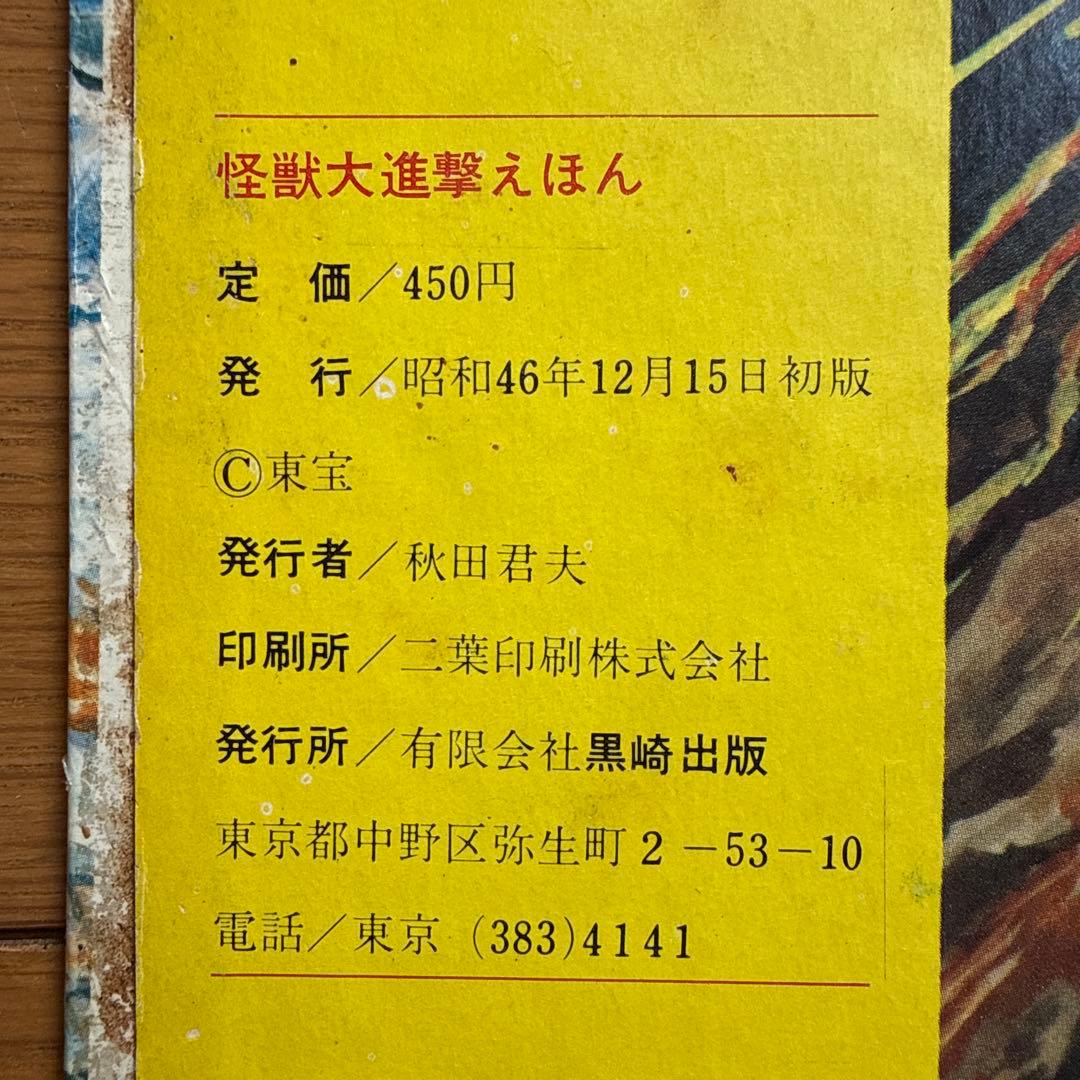 怪獣大進撃えほん
定　価／450円
発　行／昭和46年12月15日初版
Ⓒ東宝
発行者／秋田君夫
印刷所／二葉印刷株式会社
発行所／有限会社黒崎出版
東京都中野区弥生町2－53－10
電話／東京（383）4141